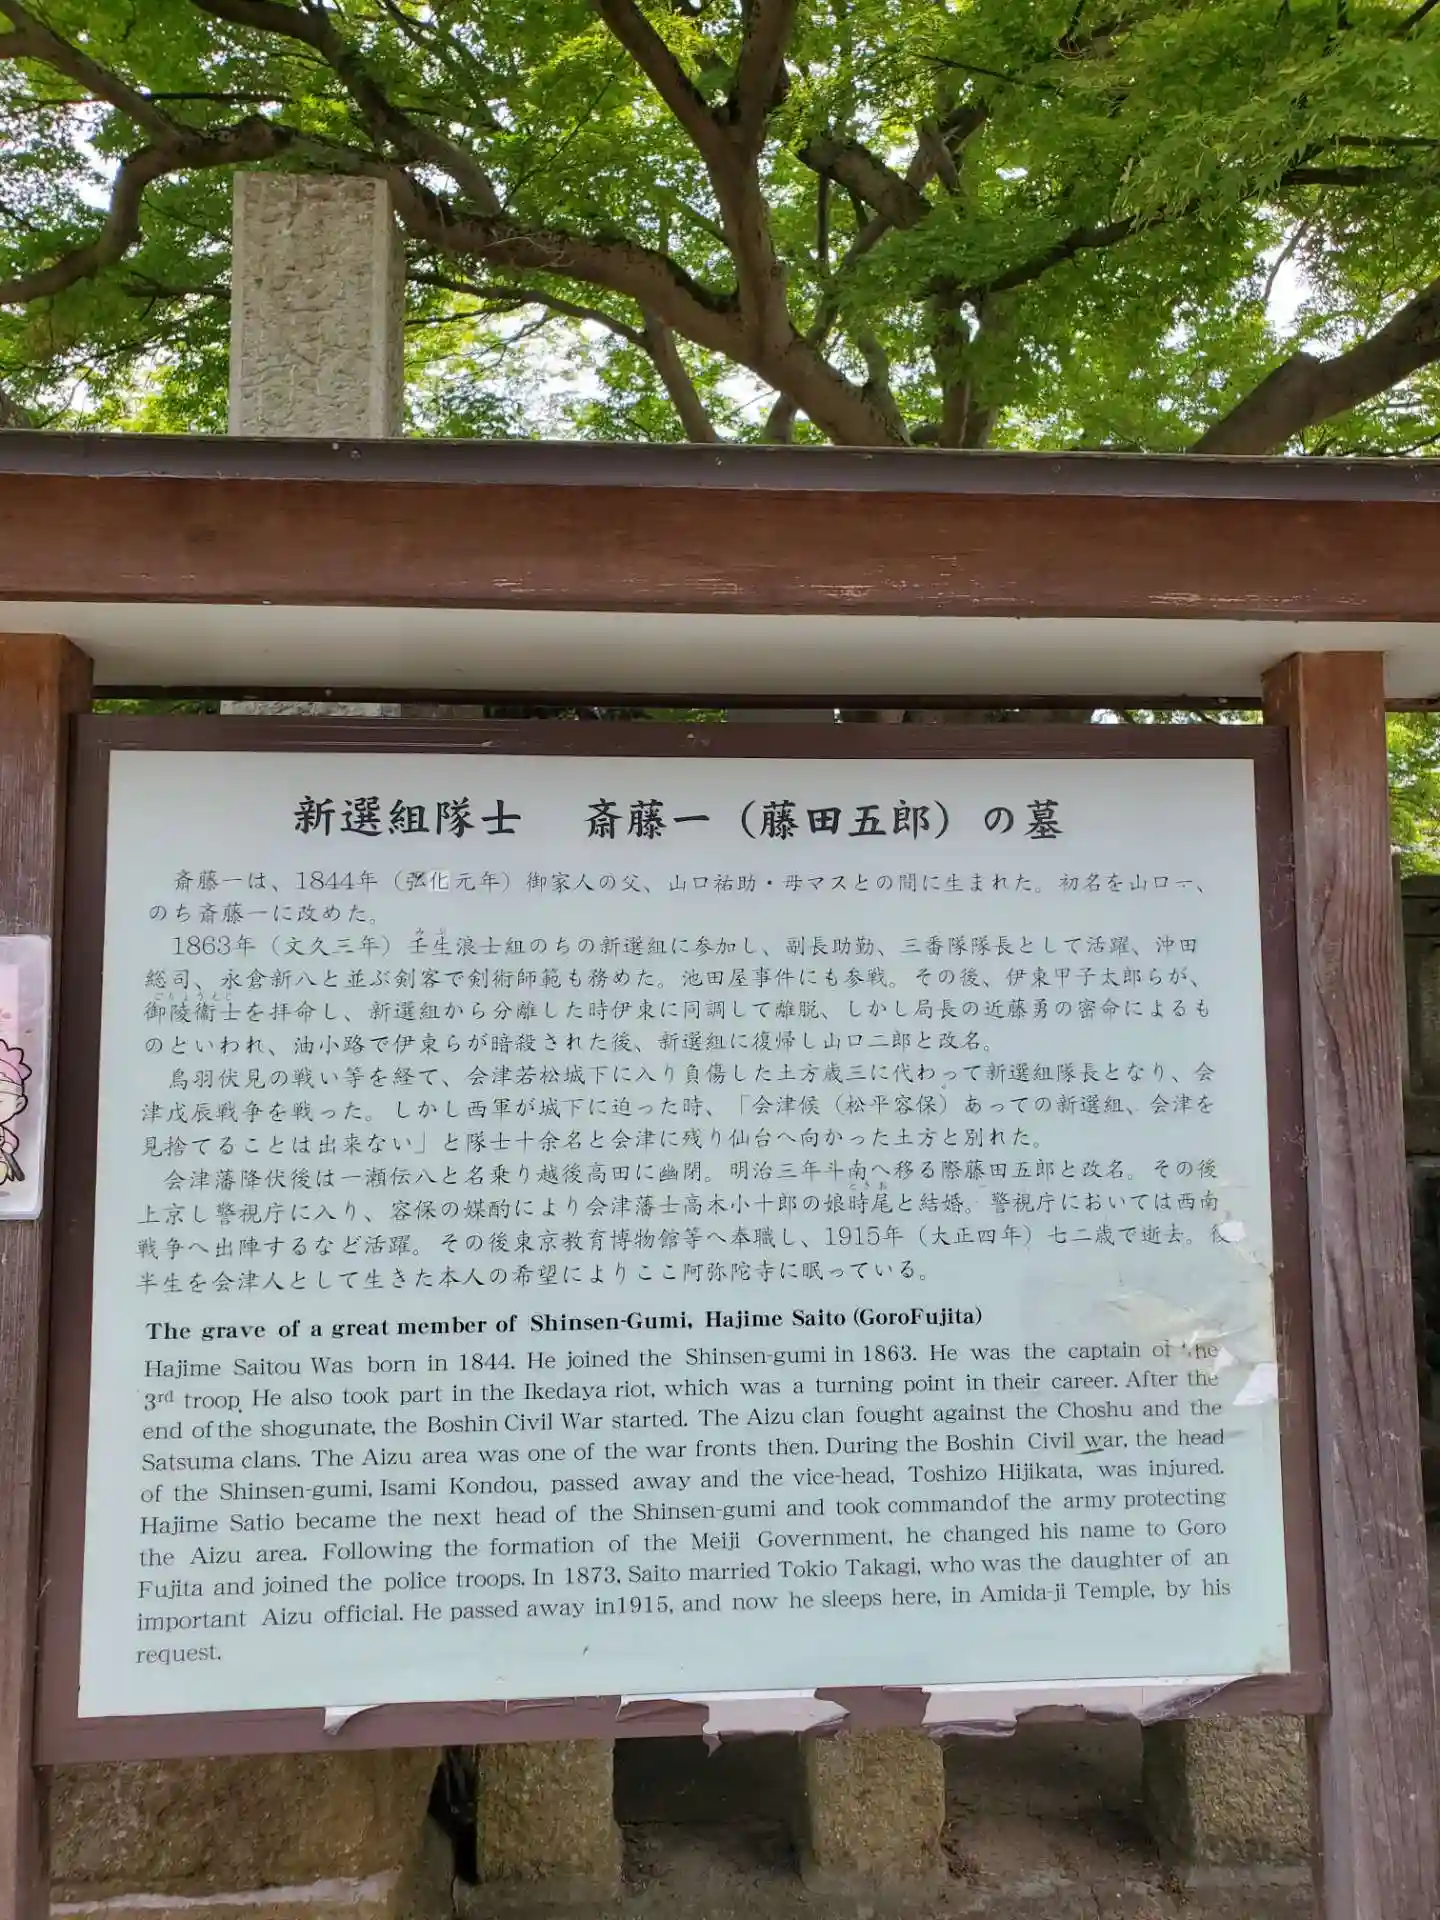 新選組隊士 斎藤一（藤田五郎）の墓
斎藤一は、1844年（弘化元年）御家人の父、山口祐助・母マスとの間に生まれた。初名を山口一、
のち斎藤一に改めた。
みぶ
1863年（文久三年）壬生浪士組のちの新選組に参加し、副長助勤、三番隊隊長として活躍、沖田
総司、永倉新八と並ぶ剣客で剣術師範も務めた。池田屋事件にも参戦。その後、伊東甲子太郎らが、
ごりょうえじ
御陵衛士を拝命し、新選組から分離した時伊東に同調して離脱、しかし局長の近藤勇の密命によるも
のといわれ、油小路で伊東らが暗殺された後、新選組に復帰し山口二郎と改名。
鳥羽伏見の戦い等を経て、会津若松城下に入り負傷した土方歳三に代わって新選組隊長となり、会
津戊辰戦争を戦った。しかし西軍が城下に迫った時、「会津候（松平容保）あっての新選組、会津を
見捨てることは出来ない」と隊士十余名と会津に残り仙台へ向かった土方と別れた。
会津藩降伏後は一瀬伝八と名乗り越後高田に幽閉。明治三年斗南へ移る際藤田五郎と改名。その後
ときお
上京し警視庁に入り、容保の媒酌により会津藩士高木小十郎の娘時尾と結婚。警視庁においては西南
戦争へ出陣するなど活躍。その後東京教育博物館等へ奉職し、1915年（大正四年）七二歳で逝去。後
半生を会津人として生きた本人の希望によりここ阿弥陀寺に眠っている。
The grave of a great member of Shinsen-Gumi, Hajime Saito (GoroFujita)
Hajime Saitou Was born in 1844. He joined the Shinsen-gumi in 1863. He was the captain of the
3rd troop. He also took part in the Ikedaya riot, which was a turning point in their career. After the
end of the shogunate, the Boshin Civil War started. The Aizu clan fought against the Choshu and the
Satsuma clans. The Aizu area was one of the war fronts then. During the Boshin Civil war, the head
of the Shinsen-gumi, Isami Kondou, passed away and the vice-head, Toshizo Hijikata, was injured.
Hajime Satio became the next head of the Shinsen-gumi and took commandof the army protecting
the Aizu area. Following the formation of the Meiji Government, he changed his name to Goro
Fujita and joined the police troops. In 1873, Saito married Tokio Takagi, who was the daughter of an
important Aizu official. He passed away in1915, and now he sleeps here, in Amida-ji Temple, by his
request.